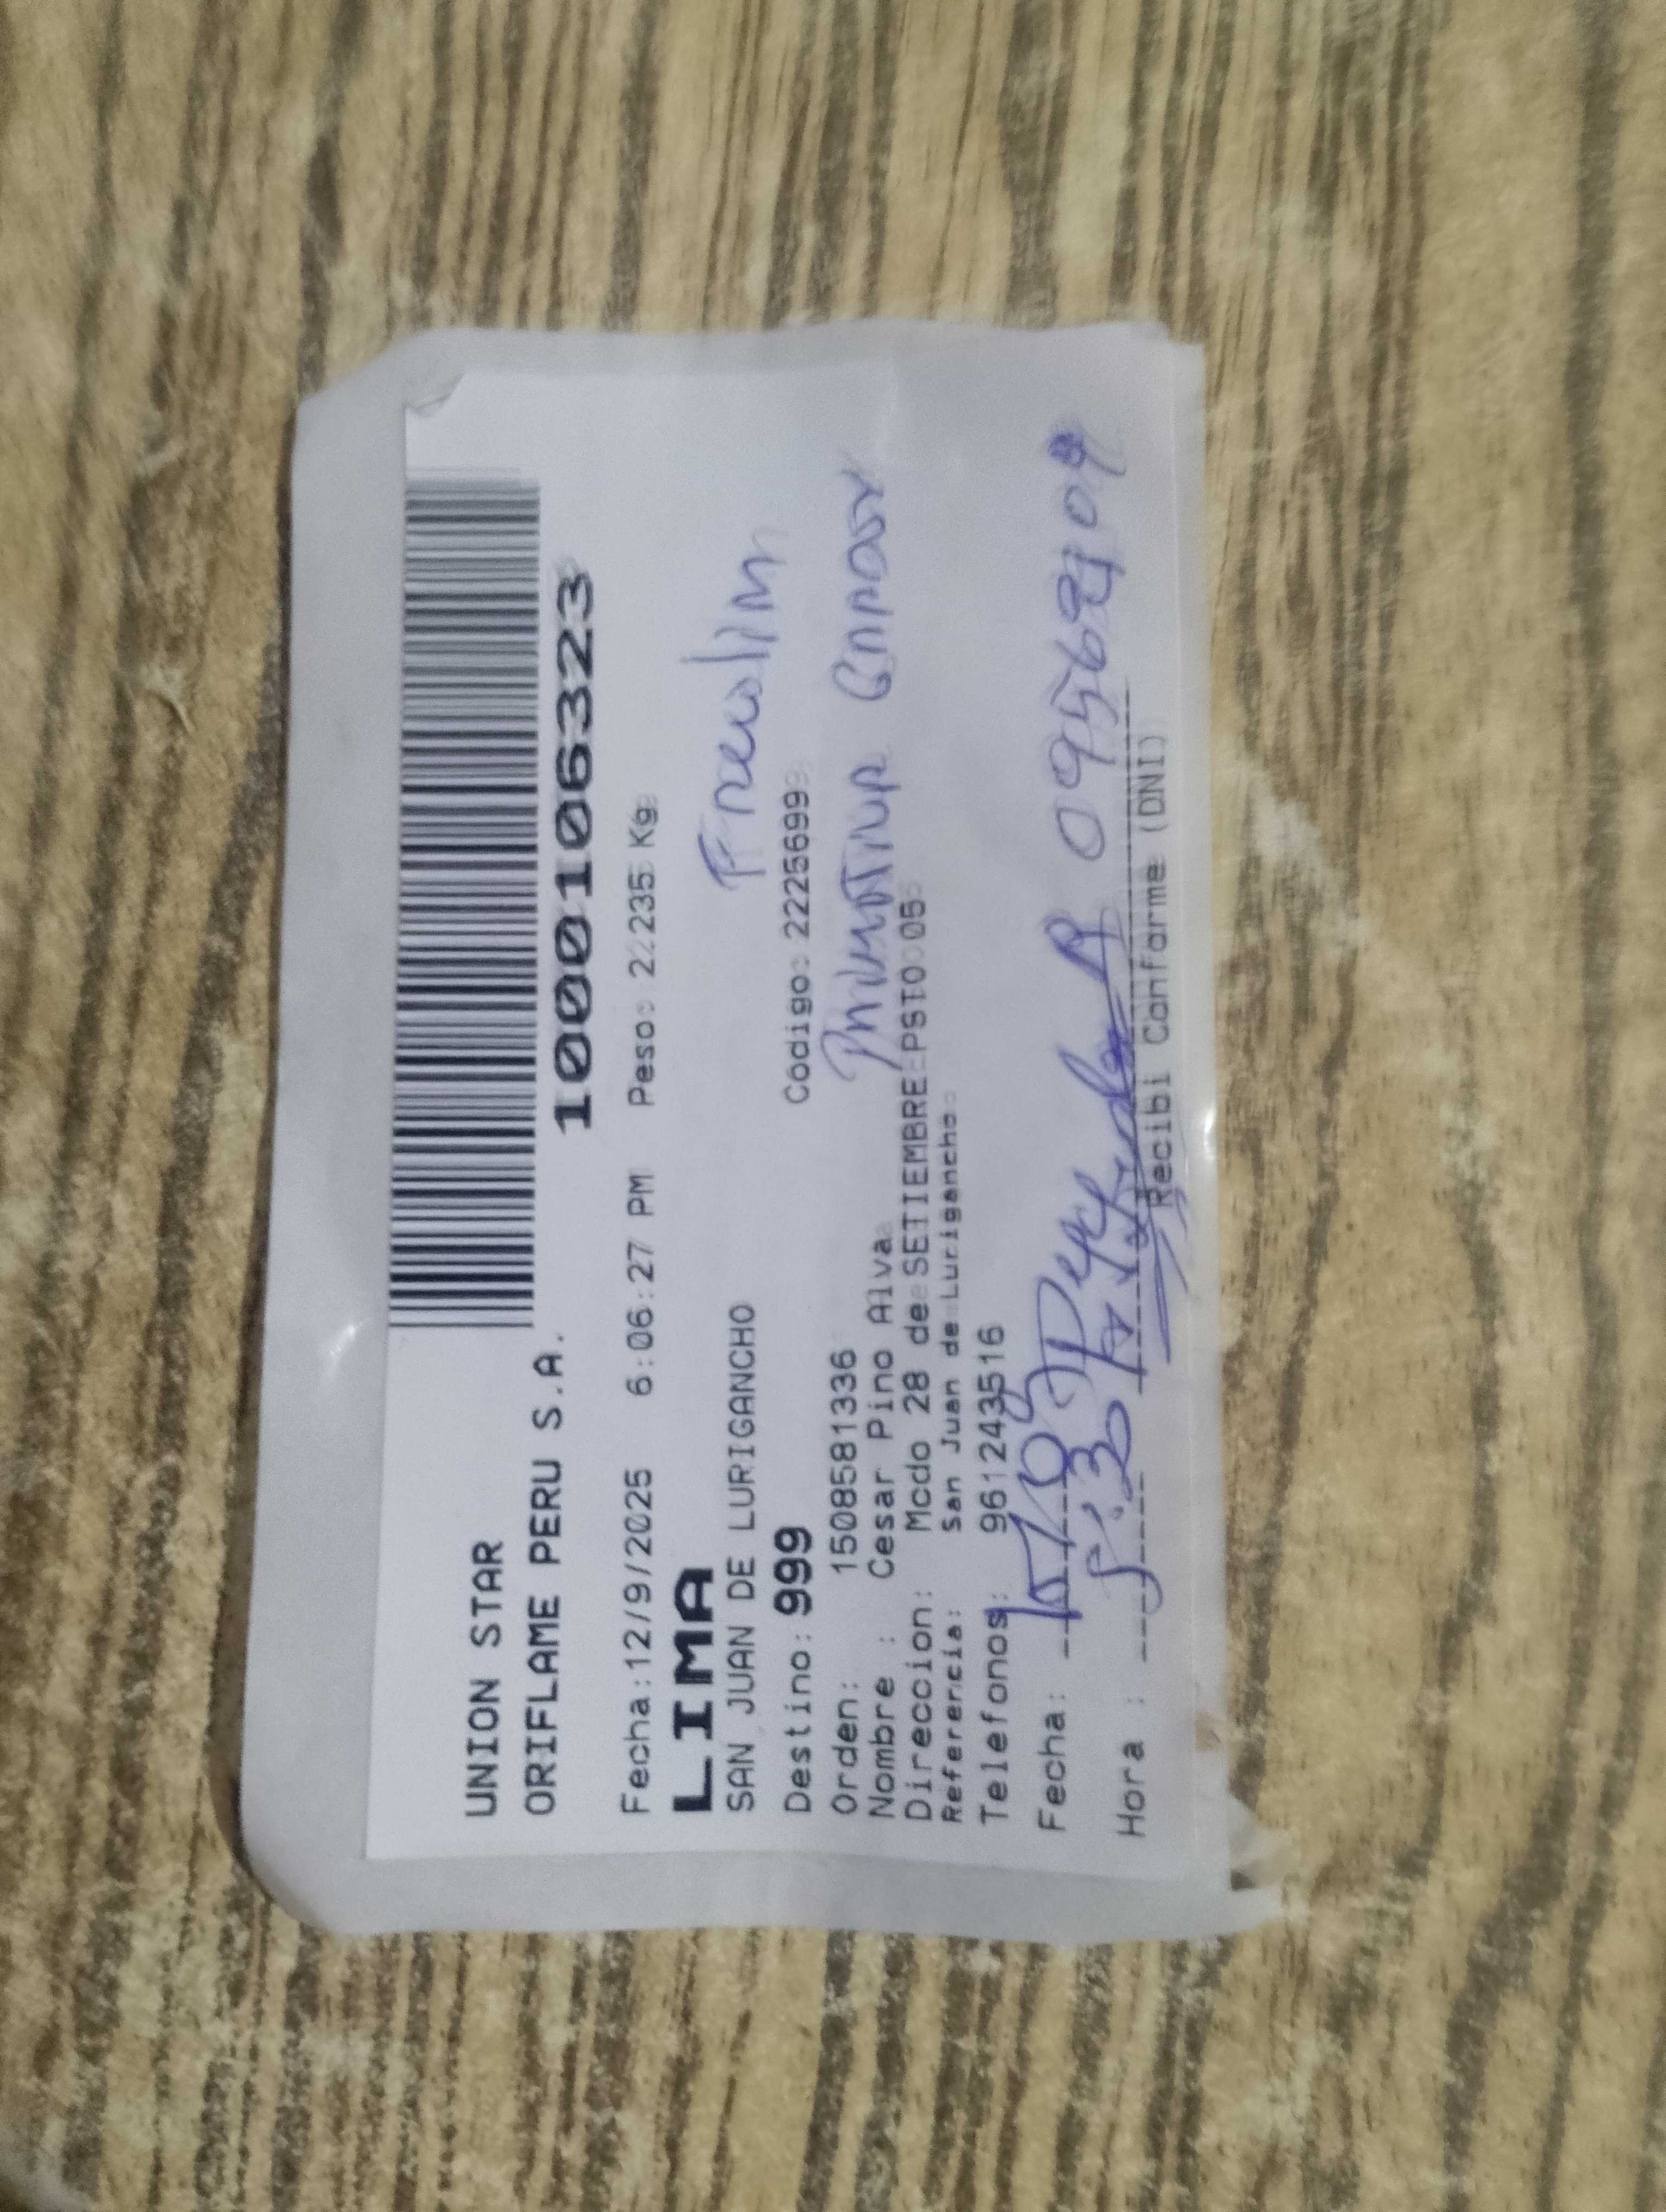 UNION STAR
ORIFLAME PERU S.A.
1000106323
Fecha:12/9/2025 6:06:27 PM Peso: 2.235 Kg
LIMA
SAN JUAN DE LURIGANCHO
Destino: 999 Codigo: 2225699
Orden: 1508581336
Nombre : Cesar Pino Alva
Direccion: Mcdo 28 de SETIEMBRE PSTO 05
Referencia: San Juan de Lurigancho
Telefonos: 961243516
Fecha:
Hora : 5:30
Recibi Conforme (DNI)